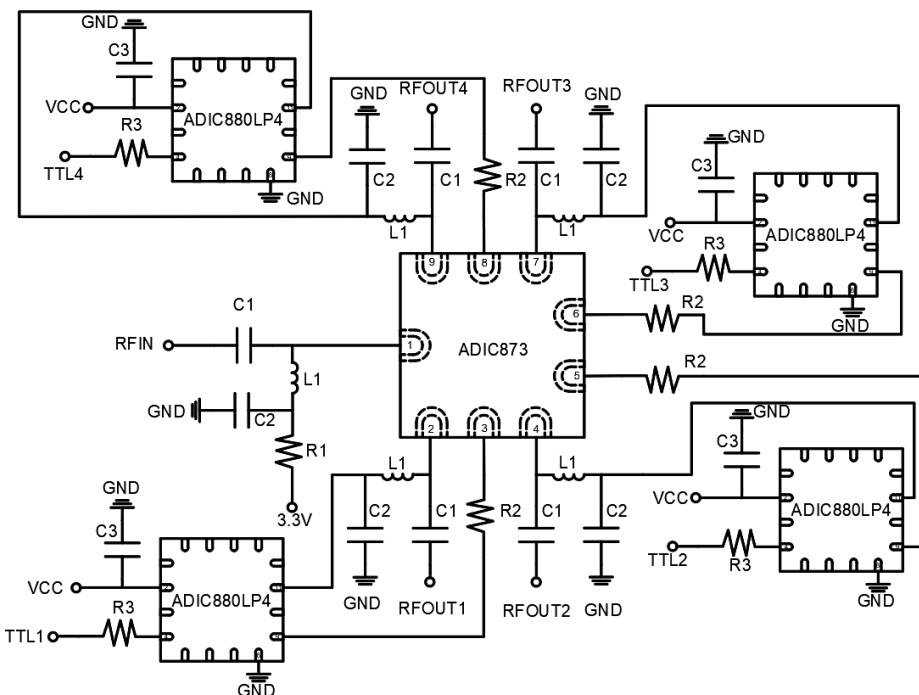 GND
C3
VCC
R3
TTL4
ADIC880LP4
GND
GND
RFOUT4
RFOUT3
GND
C2
C1
R2
C1
C2
L1
L1
GND
C3
VCC
R3
TTL3
ADIC880LP4
GND
9
8
7
6
5
1
2
3
4
ADIC873
R2
R2
C1
RFIN
L1
GND
C2
R1
3.3V
L1
C2
C1
R2
L1
C1
C2
GND
RFOUT1
RFOUT2
GND
GND
C3
VCC
R3
TTL1
ADIC880LP4
GND
GND
C3
VCC
TTL2
R3
ADIC880LP4
GND